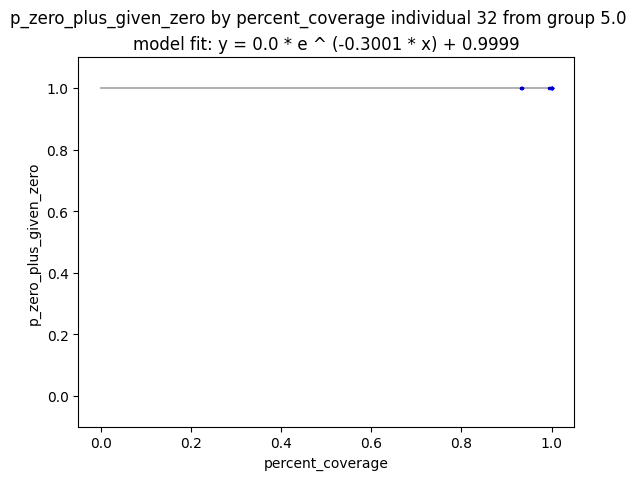 p_zero_plus_given_zero by percent_coverage individual 32 from group 5.0
model fit: y = 0.0 * e ^ (-0.3001 * x) + 0.9999
1.0
0.8
0.6
0.4
0.2
0.0
p_zero_plus_given_zero
0.0 0.2 0.4 0.6 0.8 1.0
percent_coverage